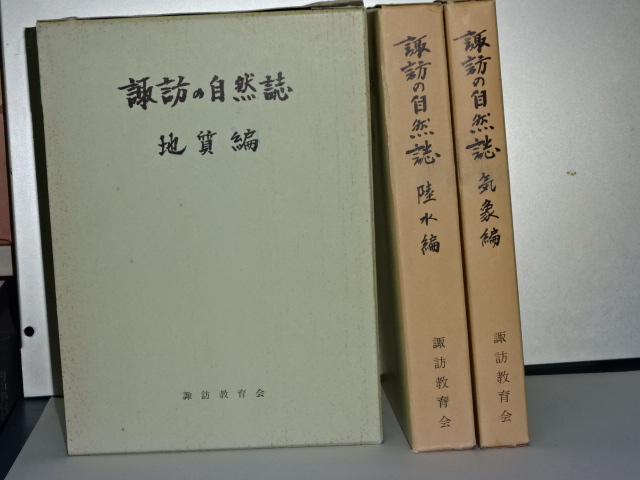 諏訪の自然誌
地質編
諏訪教育会
諏訪の自然誌 陸水編
諏訪教育会
諏訪の自然誌 気象編
諏訪教育会